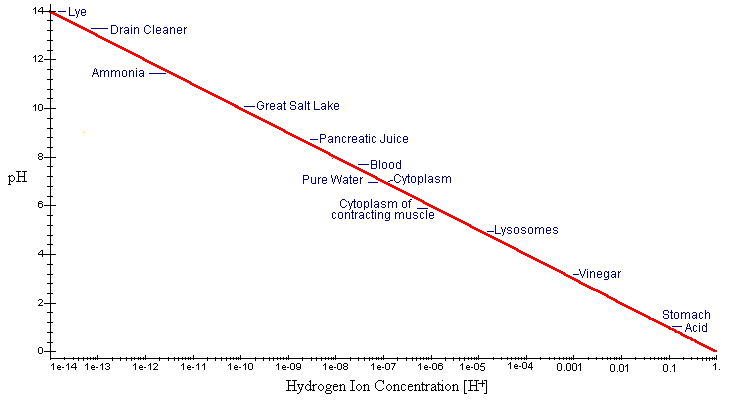 14
Lye
Drain Cleaner
12
Ammonia
10
Great Salt Lake
Pancreatic Juice
8
Blood
pH
Pure Water
Cytoplasm
6
Cytoplasm of
contracting muscle
Lysosomes
4
Vinegar
2
Stomach
Acid
0
1e-14 1e-13 1e-12 1e-11 1e-10 1e-09 1e-08 1e-07 1e-06 1e-05 1e-04 0.001 0.01 0.1 1.
Hydrogen Ion Concentration [H+]